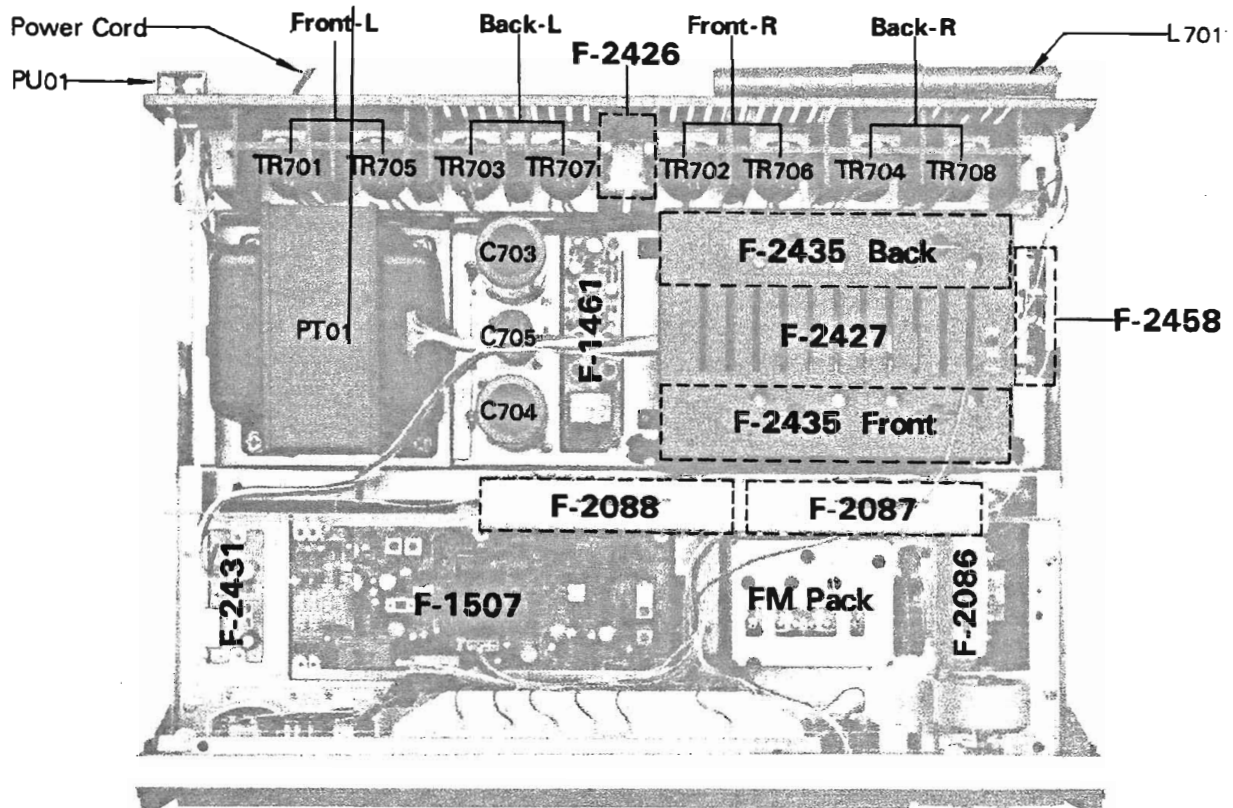 Power Cord
Front-L
Back-L
F-2426
Front-R
Back-R
L701
PU01
TR701
TR705
TR703
TR707
TR702
TR706
TR704
TR708
C703
F-1461
F-2435 Back
PT01
C705
F-2427
F-2458
C704
F-2435 Front
F-2088
F-2087
F-2431
F-1507
FM Pack
F-2086